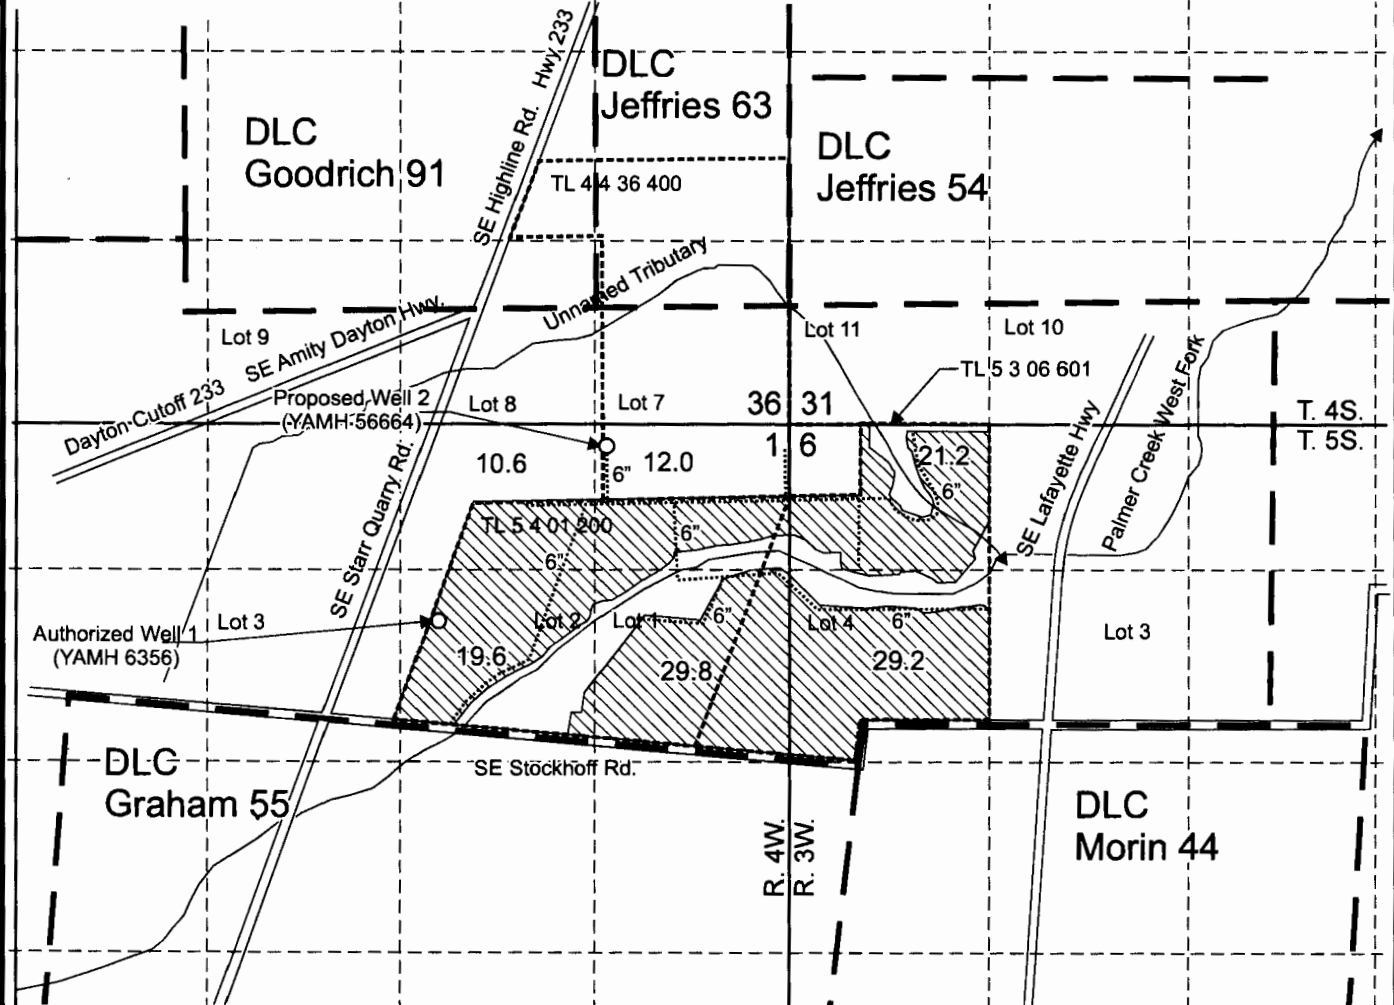 SE Highline Rd. Hwy 233
DLC
Jeffries 63
DLC
Goodrich 91
DLC
Jeffries 54
TL 4 4 36 400
Unnamed Tributary
Lot 9
SE Amity Dayton Hwy.
Dayton Cutoff 233
Lot 11
Lot 10
TL 5 3 06 601
Proposed Well 2
(YAMH 56664)
Lot 8
Lot 7
36 31
1 6
T. 4S.
T. 5S.
SE Starr Quarry Rd.
10.6
6"
12.0
21.2
6"
SE Lafayette Hwy
Palmer Creek West Fork
TL 5 4 01 200
6"
6"
Authorized Well 1
(YAMH 6356)
Lot 3
Lot 2
Lot 1
6"
Lot 4
6"
Lot 3
19.6
29.8
29.2
SE Stockhoff Rd.
DLC
Graham 55
R. 4W.
R. 3W.
DLC
Morin 44